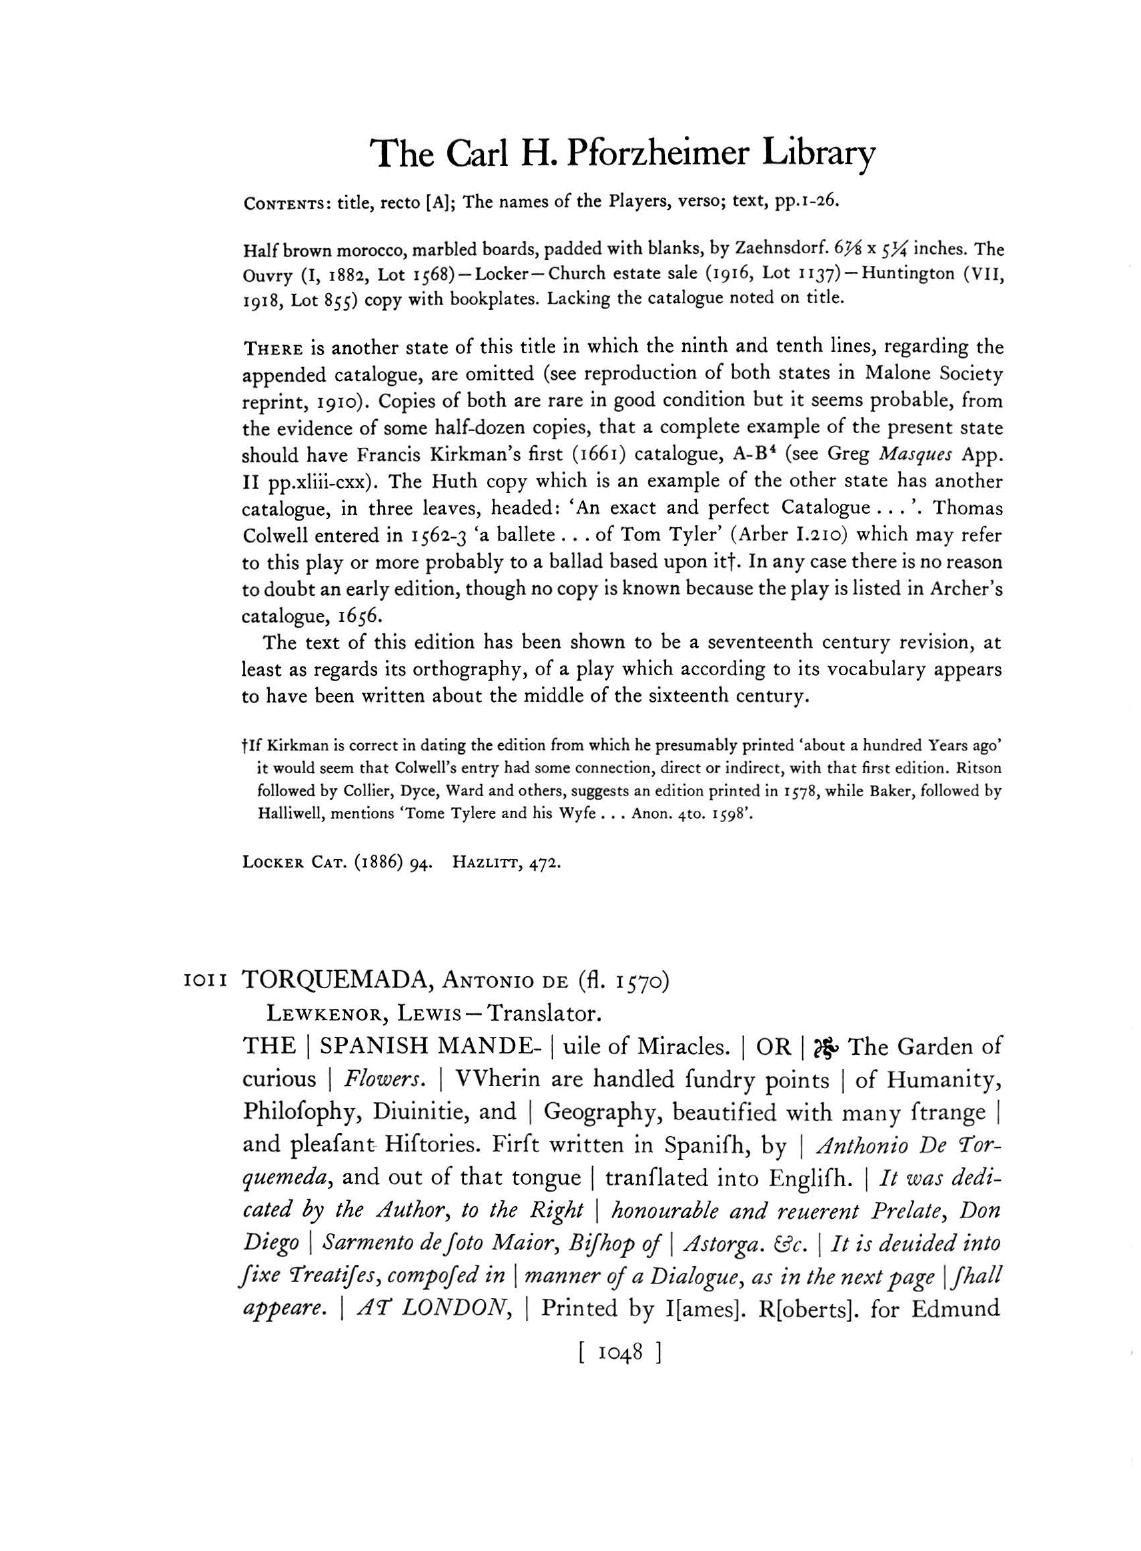 The Carl H. Pforzheimer Library
CONTENTS: title, recto [A]; The names of the Players, verso; text, pp.1-26.
Half brown morocco, marbled boards, padded with blanks, by Zaehnsdorf. 6⅞ x 5¼ inches. The
Ouvry (I, 1882, Lot 1568)—Locker—Church estate sale (1916, Lot 1137)—Huntington (VII,
1918, Lot 855) copy with bookplates. Lacking the catalogue noted on title.
THERE is another state of this title in which the ninth and tenth lines, regarding the
appended catalogue, are omitted (see reproduction of both states in Malone Society
reprint, 1910). Copies of both are rare in good condition but it seems probable, from
the evidence of some half-dozen copies, that a complete example of the present state
should have Francis Kirkman's first (1661) catalogue, A-B⁴ (see Greg Masques App.
II pp.xliii-cxx). The Huth copy which is an example of the other state has another
catalogue, in three leaves, headed: 'An exact and perfect Catalogue . . . '. Thomas
Colwell entered in 1562-3 'a ballete . . . of Tom Tyler' (Arber I.210) which may refer
to this play or more probably to a ballad based upon it†. In any case there is no reason
to doubt an early edition, though no copy is known because the play is listed in Archer's
catalogue, 1656.
The text of this edition has been shown to be a seventeenth century revision, at
least as regards its orthography, of a play which according to its vocabulary appears
to have been written about the middle of the sixteenth century.
†If Kirkman is correct in dating the edition from which he presumably printed 'about a hundred Years ago'
it would seem that Colwell's entry had some connection, direct or indirect, with that first edition. Ritson
followed by Collier, Dyce, Ward and others, suggests an edition printed in 1578, while Baker, followed by
Halliwell, mentions 'Tome Tylere and his Wyfe . . . Anon. 4to. 1598'.
LOCKER CAT. (1886) 94. HAZLITT, 472.
1011 TORQUEMADA, ANTONIO DE (fl. 1570)
LEWKENOR, LEWIS—Translator.
THE | SPANISH MANDE- | uile of Miracles. | OR | ❧ The Garden of
curious | Flowers. | VVherin are handled ſundry points | of Humanity,
Philoſophy, Diuinitie, and | Geography, beautified with many ſtrange |
and pleaſant Hiſtories. Firſt written in Spaniſh, by | Anthonio De Tor-
quemeda, and out of that tongue | tranſlated into Engliſh. | It was dedi-
cated by the Author, to the Right | honourable and reuerent Prelate, Don
Diego | Sarmento de ſoto Maior, Biſhop of | Astorga. &c. | It is deuided into
ſixe Treatiſes, compoſed in | manner of a Dialogue, as in the next page | ſhall
appeare. | AT LONDON, | Printed by I[ames]. R[oberts]. for Edmund
[ 1048 ]